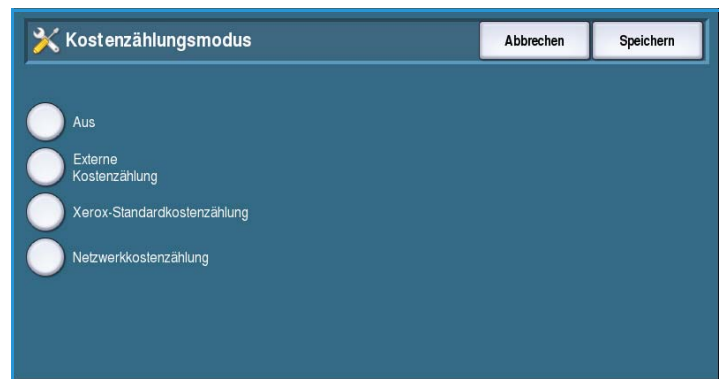 Kostenzählungsmodus
Abbrechen
Speichern
Aus
Externe
Kostenzählung
Xerox-Standardkostenzählung
Netzwerkkostenzählung